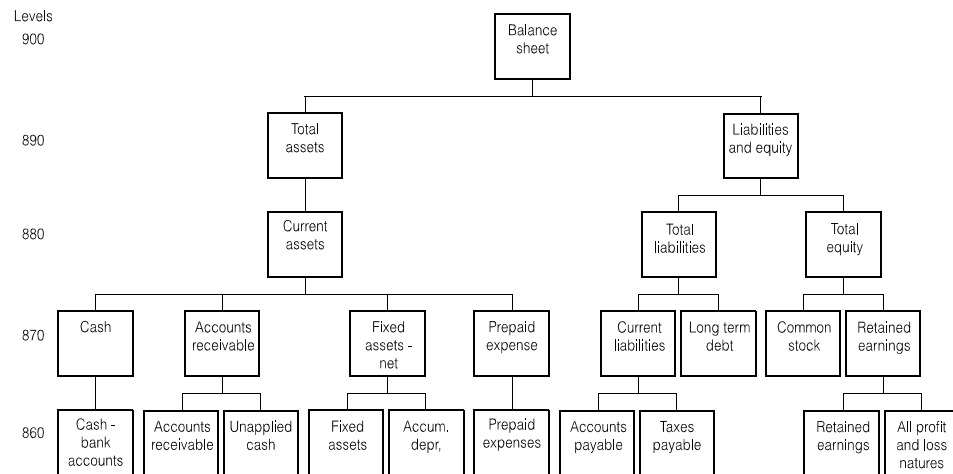 Levels
900
Balance
sheet
890
Total
assets
Liabilities
and equity
880
Current
assets
Total
liabilities
Total
equity
870
Cash
Accounts
receivable
Fixed
assets -
net
Prepaid
expense
Current
liabilities
Long term
debt
Common
stock
Retained
earnings
860
Cash -
bank
accounts
Accounts
receivable
Unapplied
cash
Fixed
assets
Accum.
depr,
Prepaid
expenses
Accounts
payable
Taxes
payable
Retained
earnings
All profit
and loss
natures